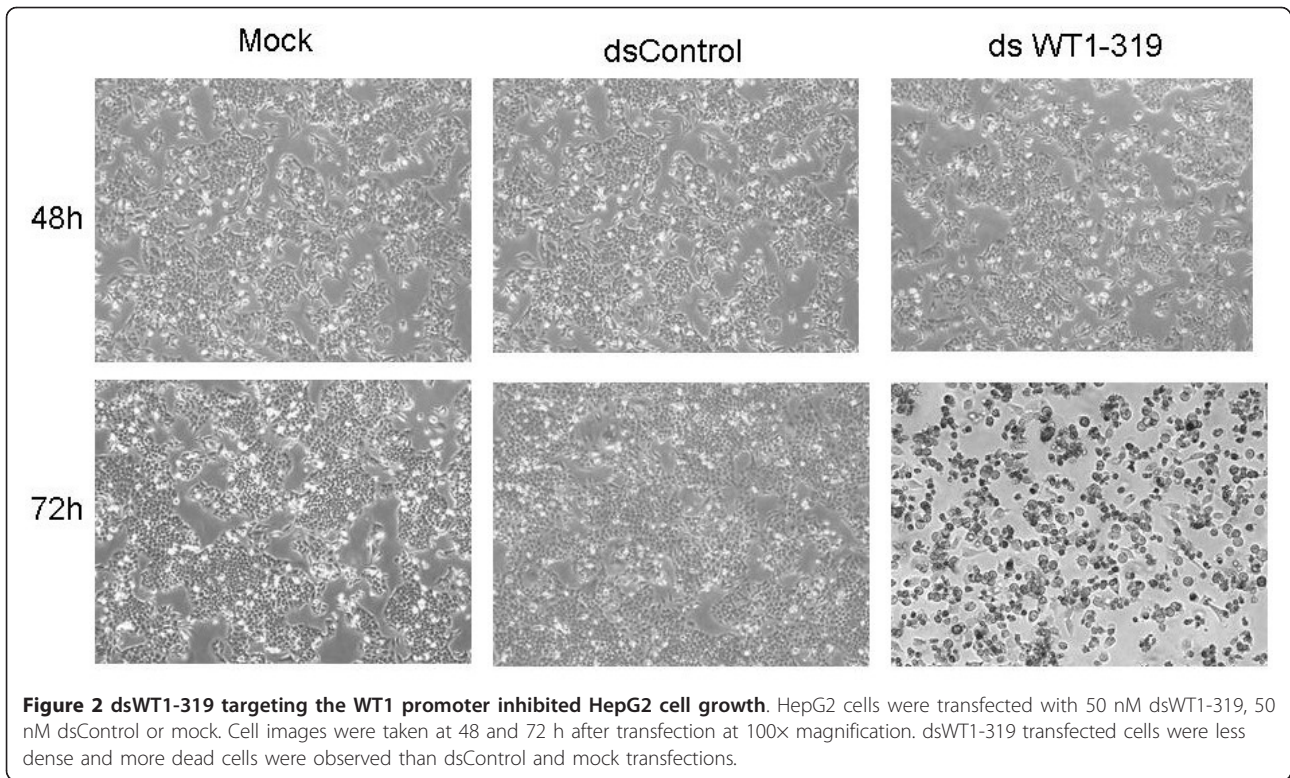 Mock
dsControl
ds WT1-319
48h
72h
Figure 2 dsWT1-319 targeting the WT1 promoter inhibited HepG2 cell growth. HepG2 cells were transfected with 50 nM dsWT1-319, 50
nM dsControl or mock. Cell images were taken at 48 and 72 h after transfection at 100× magnification. dsWT1-319 transfected cells were less
dense and more dead cells were observed than dsControl and mock transfections.